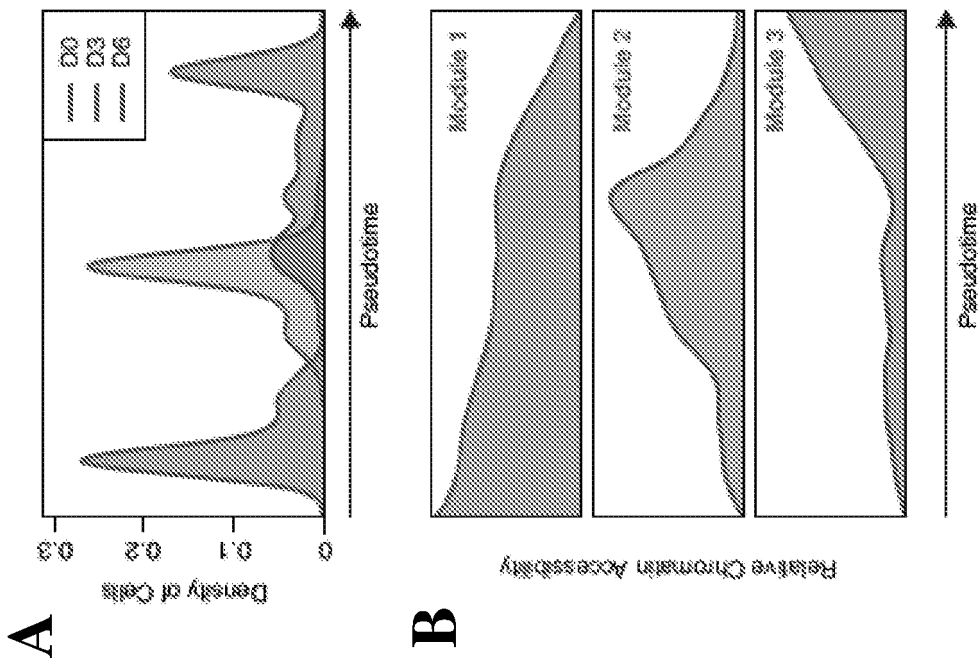 A
Density of Cells
0.3
0.2
0.1
0
D0
D3
D6
Pseudotime
B
Relative Chromatin Accessibility
Module 1
Module 2
Module 3
Pseudotime